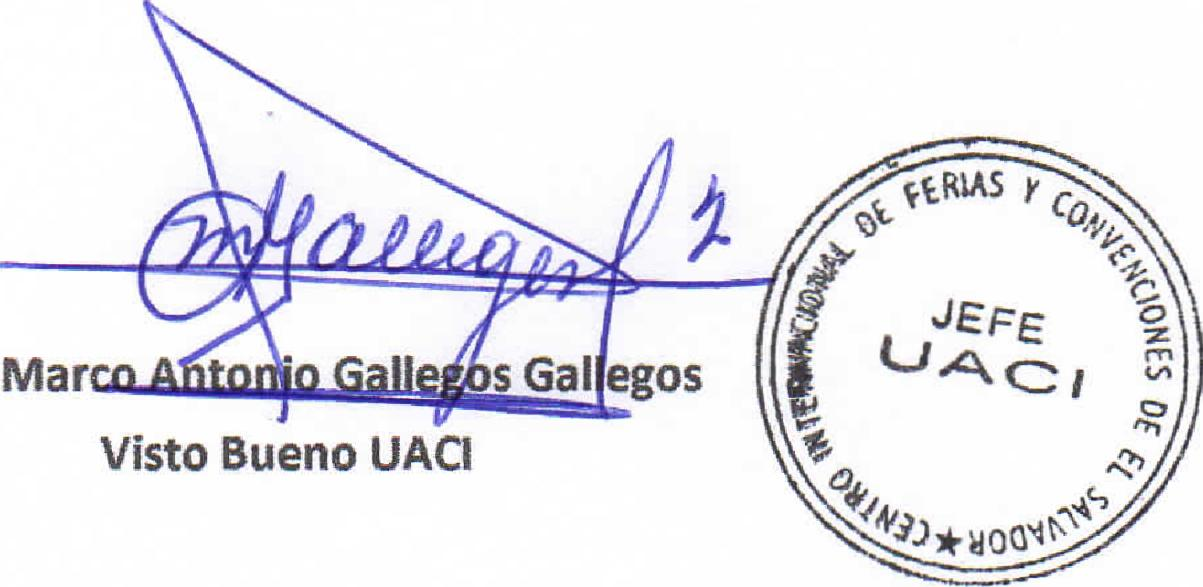 Marco Antonio Gallegos Gallegos
Visto Bueno UACI
CENTRO INTERNACIONAL DE FERIAS Y CONVENCIONES DE EL SALVADOR ★
JEFE
UACI